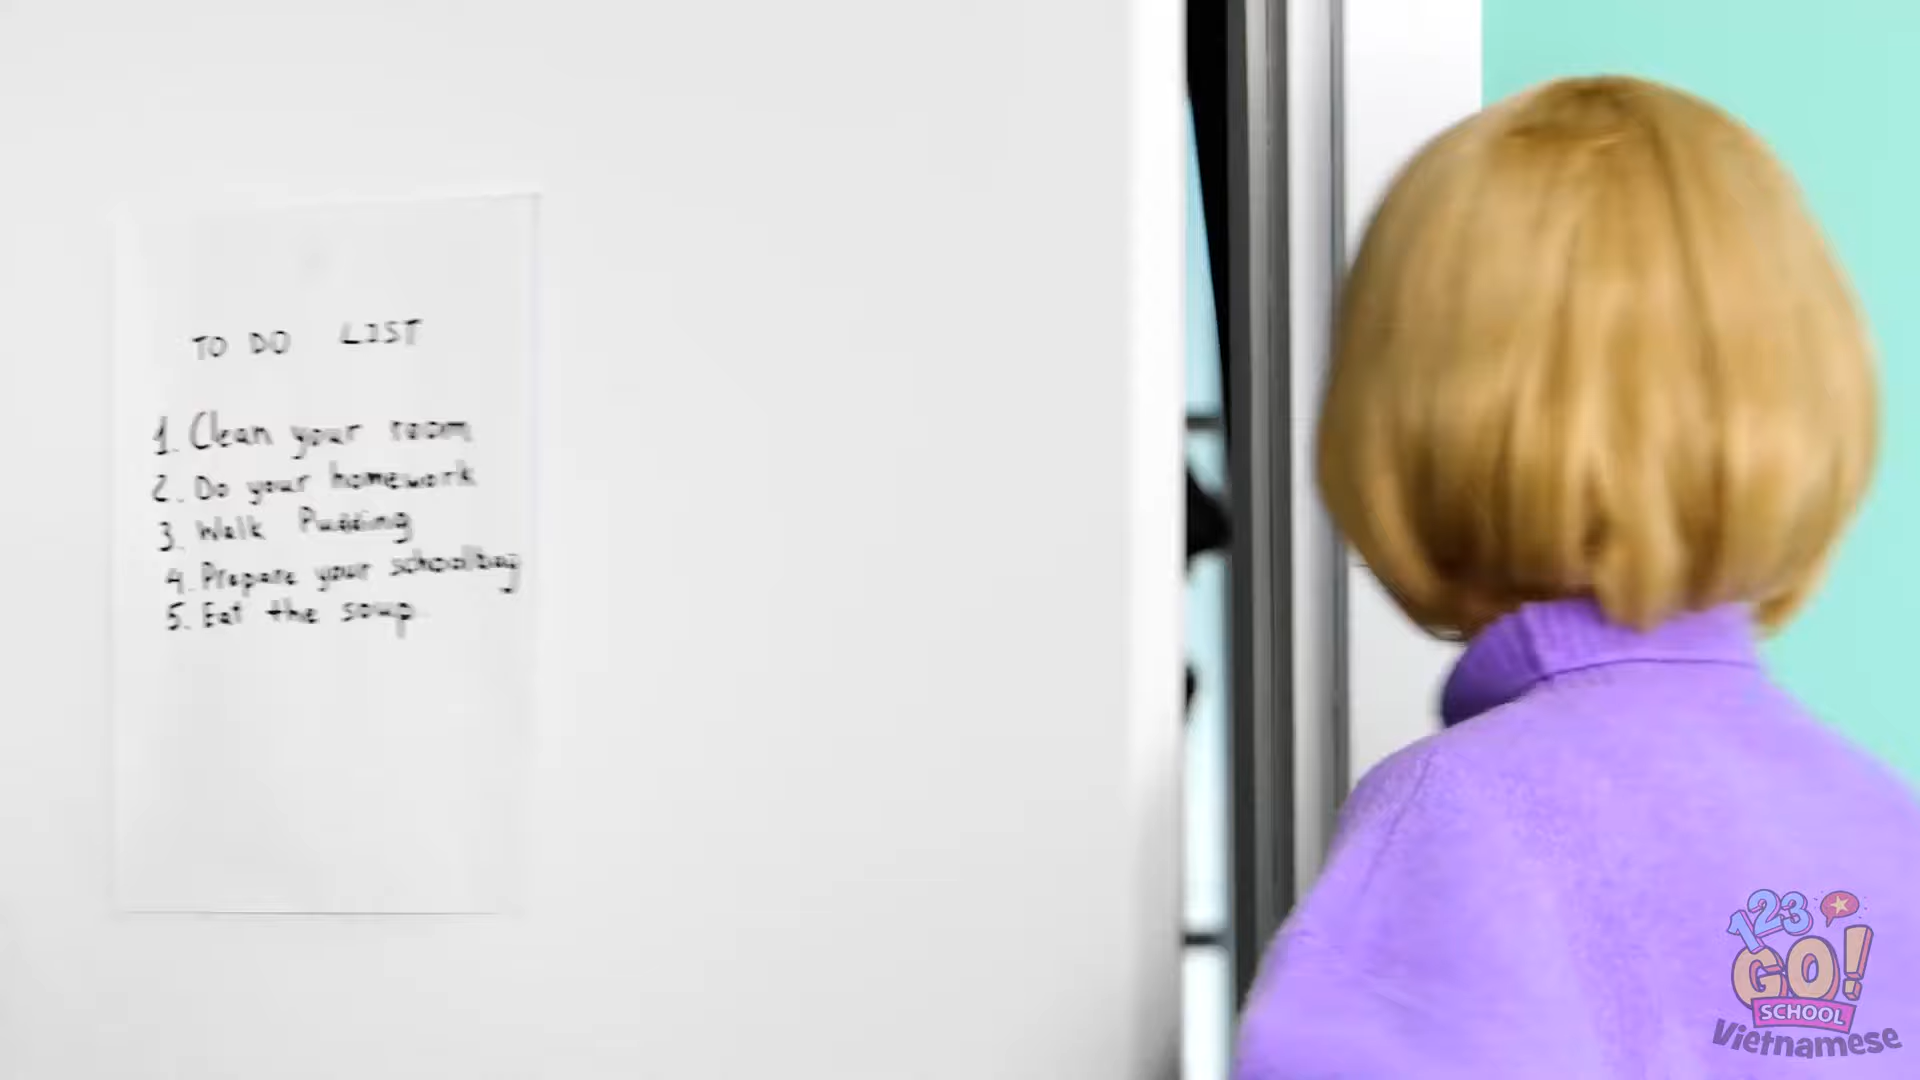 TO DO LIST
1. Clean your room
2. Do your homework
3. Walk Pudding
4. Prepare your schoolbag
5. Eat the soup
123
GO!
SCHOOL
Vietnamese